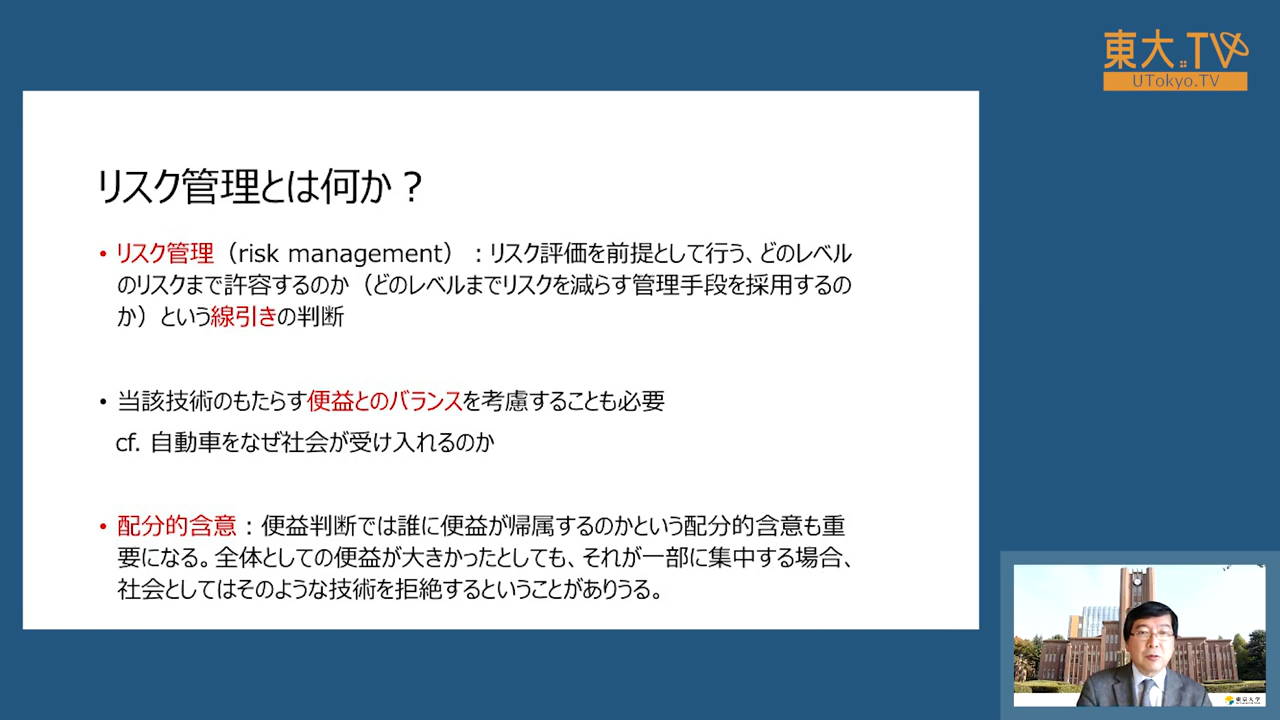 東大.TV
UTokyo.TV
リスク管理とは何か？
• リスク管理（risk management）：リスク評価を前提として行う、どのレベル
のリスクまで許容するのか（どのレベルまでリスクを減らす管理手段を採用するの
か）という線引きの判断
• 当該技術のもたらす便益とのバランスを考慮することも必要
cf. 自動車をなぜ社会が受け入れるのか
• 配分的含意：便益判断では誰に便益が帰属するのかという配分的含意も重
要になる。全体としての便益が大きかったとしても、それが一部に集中する場合、
社会としてはそのような技術を拒絶するということがありうる。
東京大学